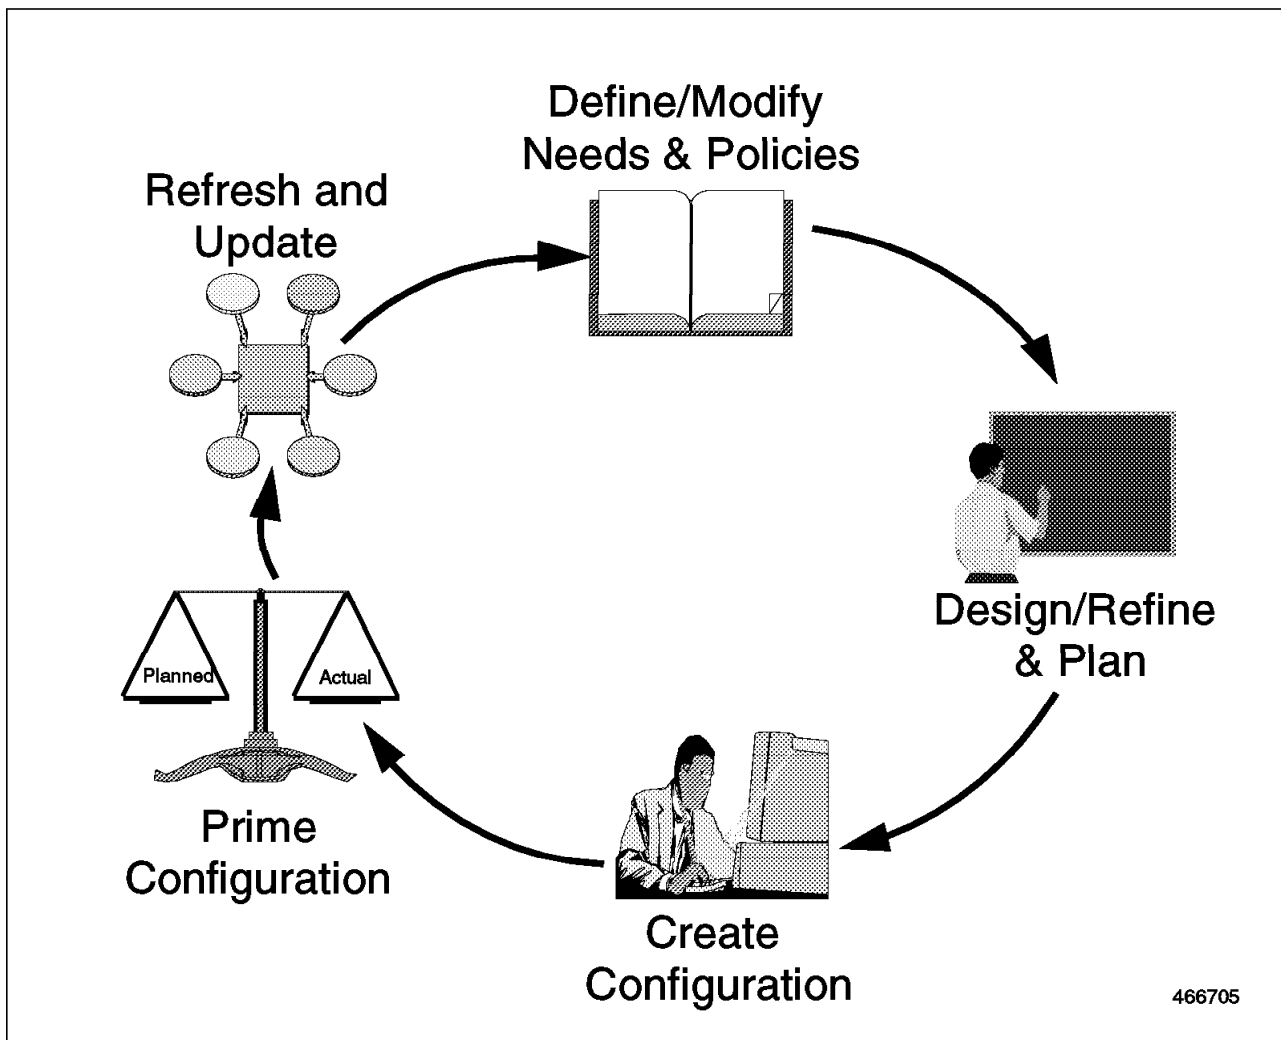 Define/Modify
Needs & Policies
Refresh and
Update
Design/Refine
& Plan
Planned
Actual
Prime
Configuration
Create
Configuration
466705